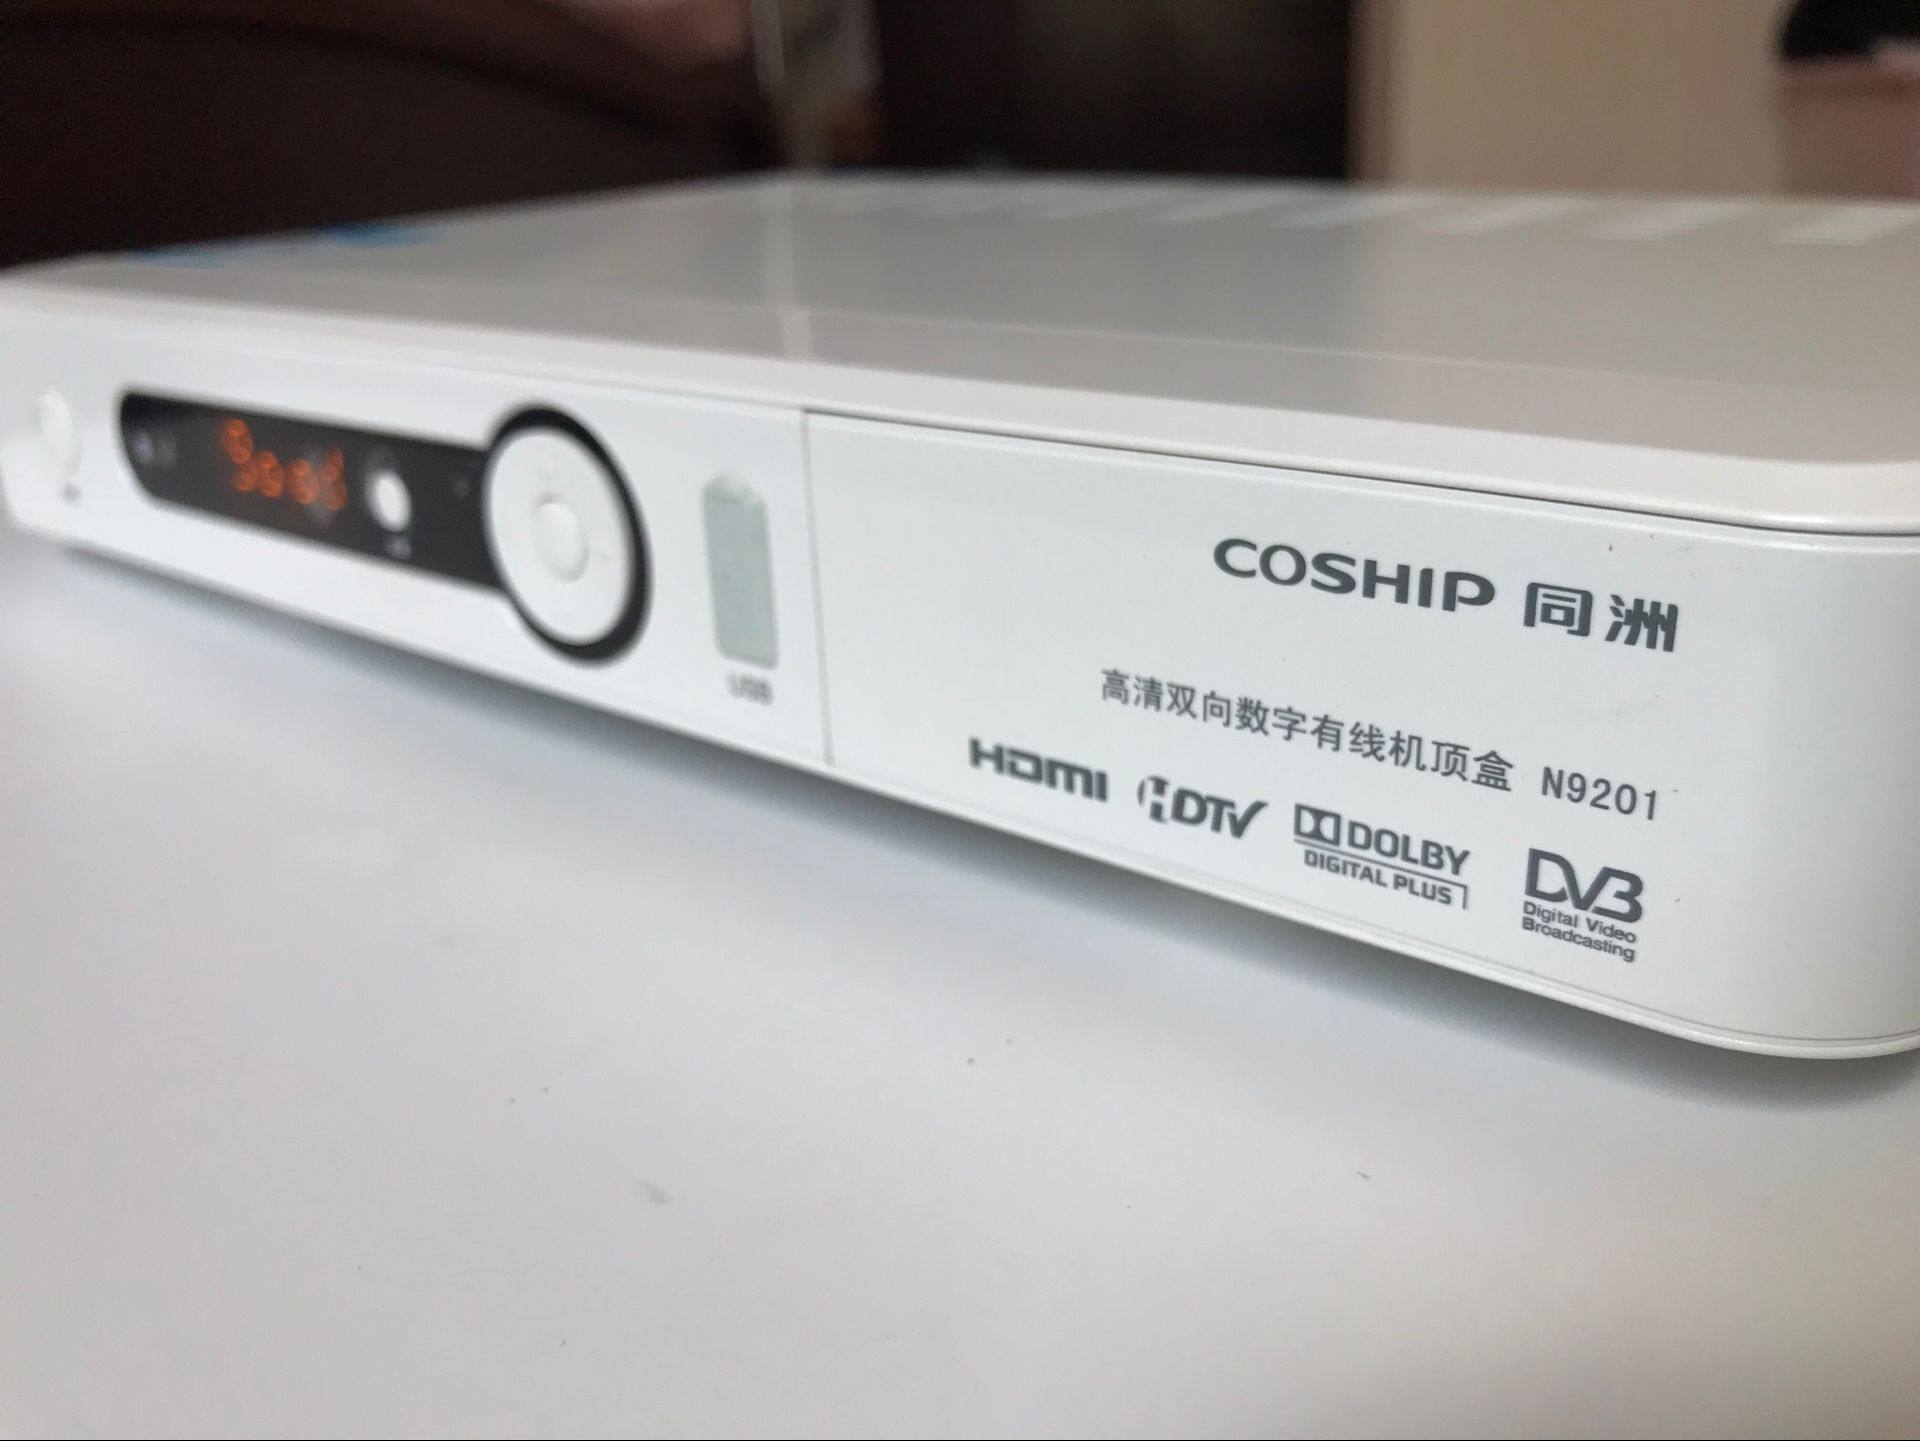 COSHIP 同洲
高清双向数字有线机顶盒 N9201
HDMI HDTV DOLBY
DIGITAL PLUS
DVB
Digital Video
Broadcasting
USB